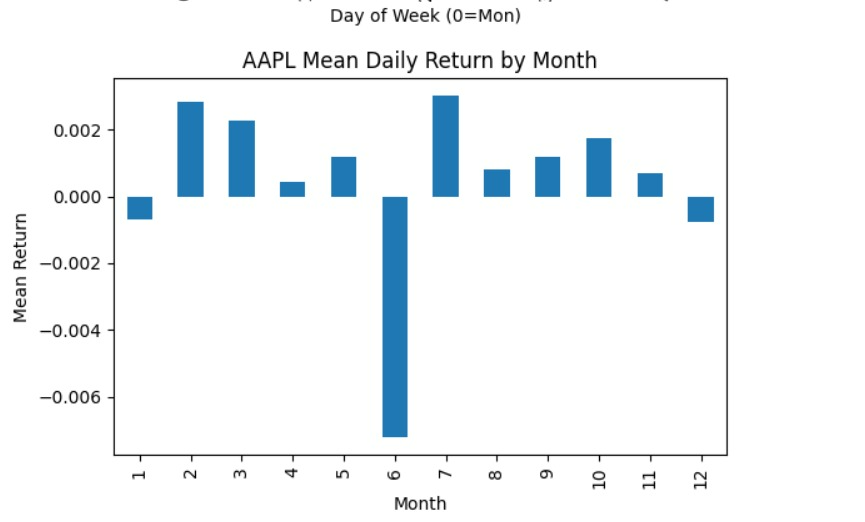 Day of Week (0=Mon)
AAPL Mean Daily Return by Month
0.002
0.000
−0.002
−0.004
−0.006
Mean Return
1 2 3 4 5 6 7 8 9 10 11 12
Month